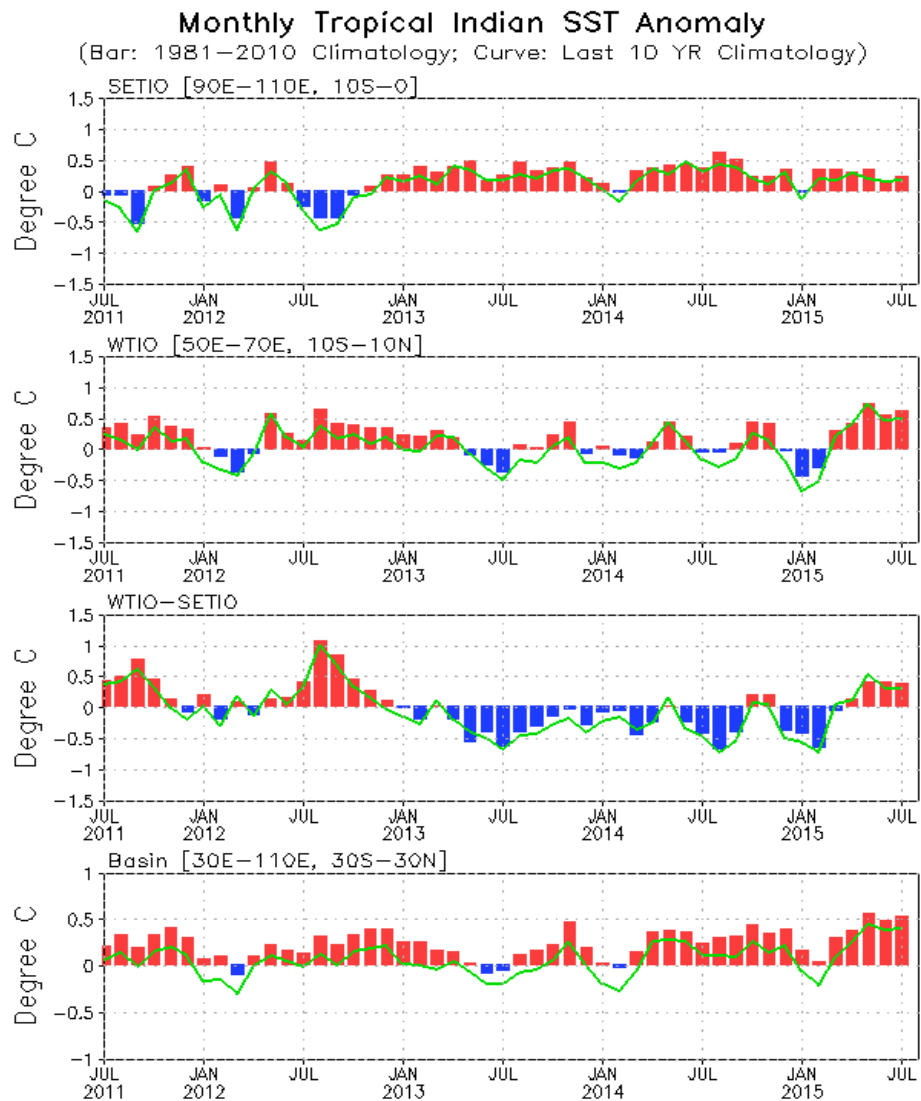 Monthly Tropical Indian SST Anomaly
(Bar: 1981−2010 Climatology; Curve: Last 10 YR Climatology)
SETIO [90E−110E, 10S−0]
Degree C
1.5
1
0.5
0
−0.5
−1
−1.5
JUL JAN JUL JAN JUL JAN JUL JAN JUL
2011 2012 2013 2014 2015
WTIO [50E−70E, 10S−10N]
Degree C
1.5
1
0.5
0
−0.5
−1
−1.5
JUL JAN JUL JAN JUL JAN JUL JAN JUL
2011 2012 2013 2014 2015
WTIO−SETIO
Degree C
1.5
1
0.5
0
−0.5
−1
−1.5
JUL JAN JUL JAN JUL JAN JUL JAN JUL
2011 2012 2013 2014 2015
Basin [30E−110E, 30S−30N]
Degree C
1
0.5
0
−0.5
−1
JUL JAN JUL JAN JUL JAN JUL JAN JUL
2011 2012 2013 2014 2015